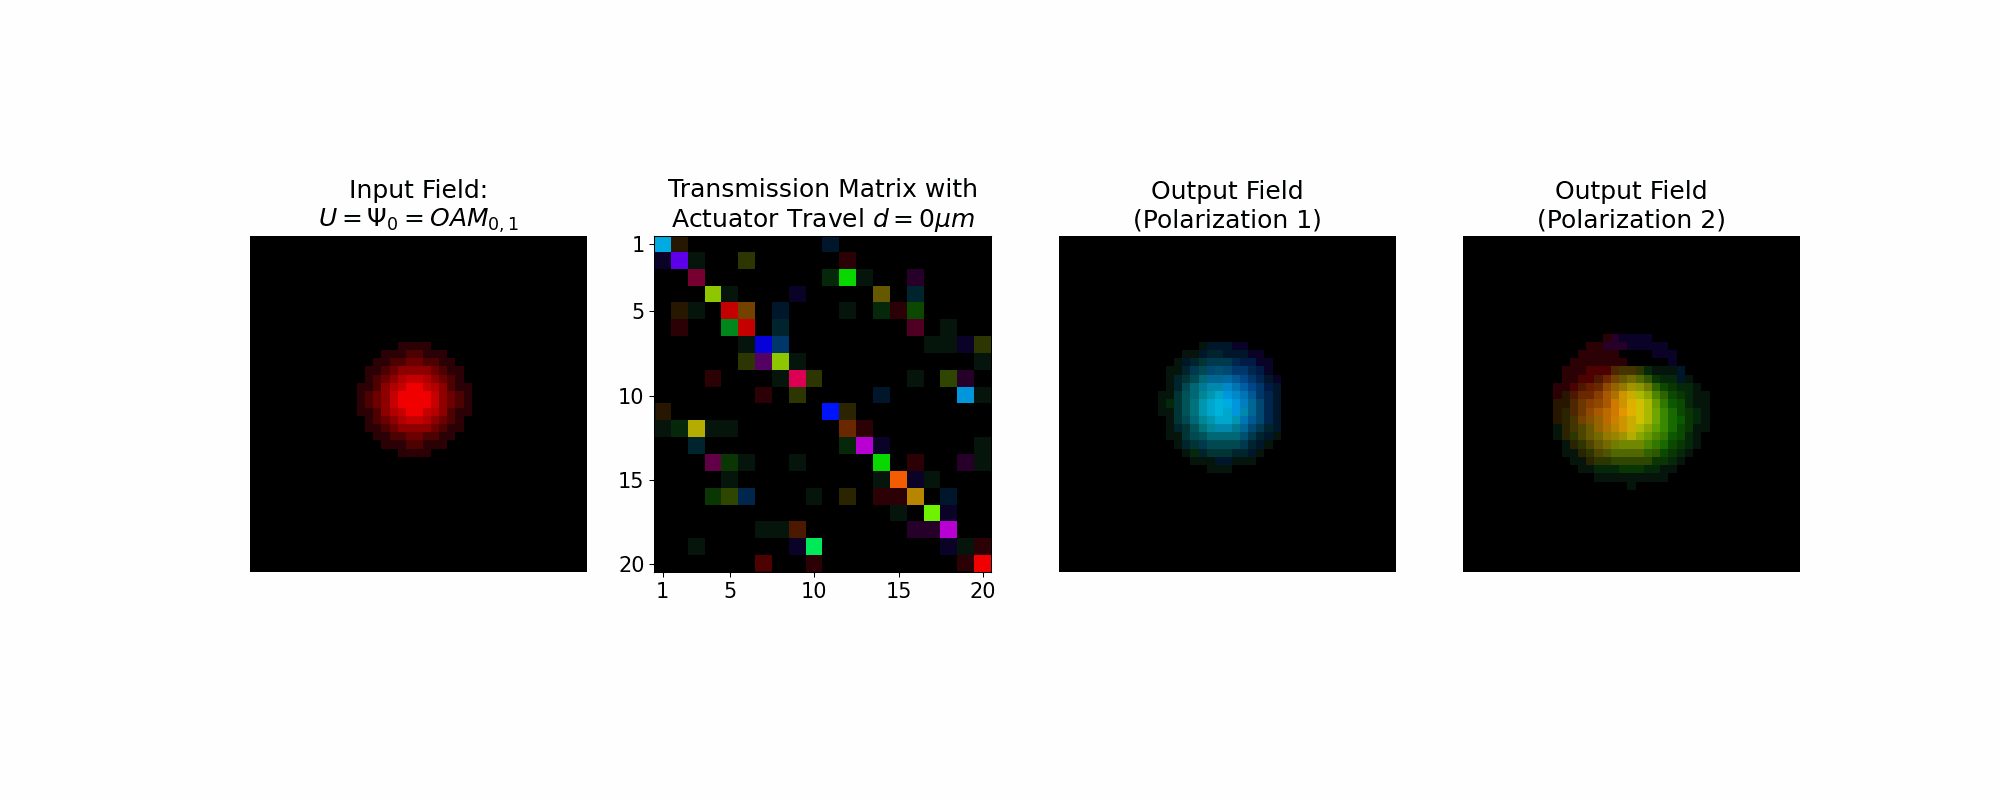 Input Field:
U = Ψ₀ = OAM₀,₁
Transmission Matrix with
Actuator Travel d = 0μm
Output Field
(Polarization 1)
Output Field
(Polarization 2)
1
5
10
15
20
1 5 10 15 20